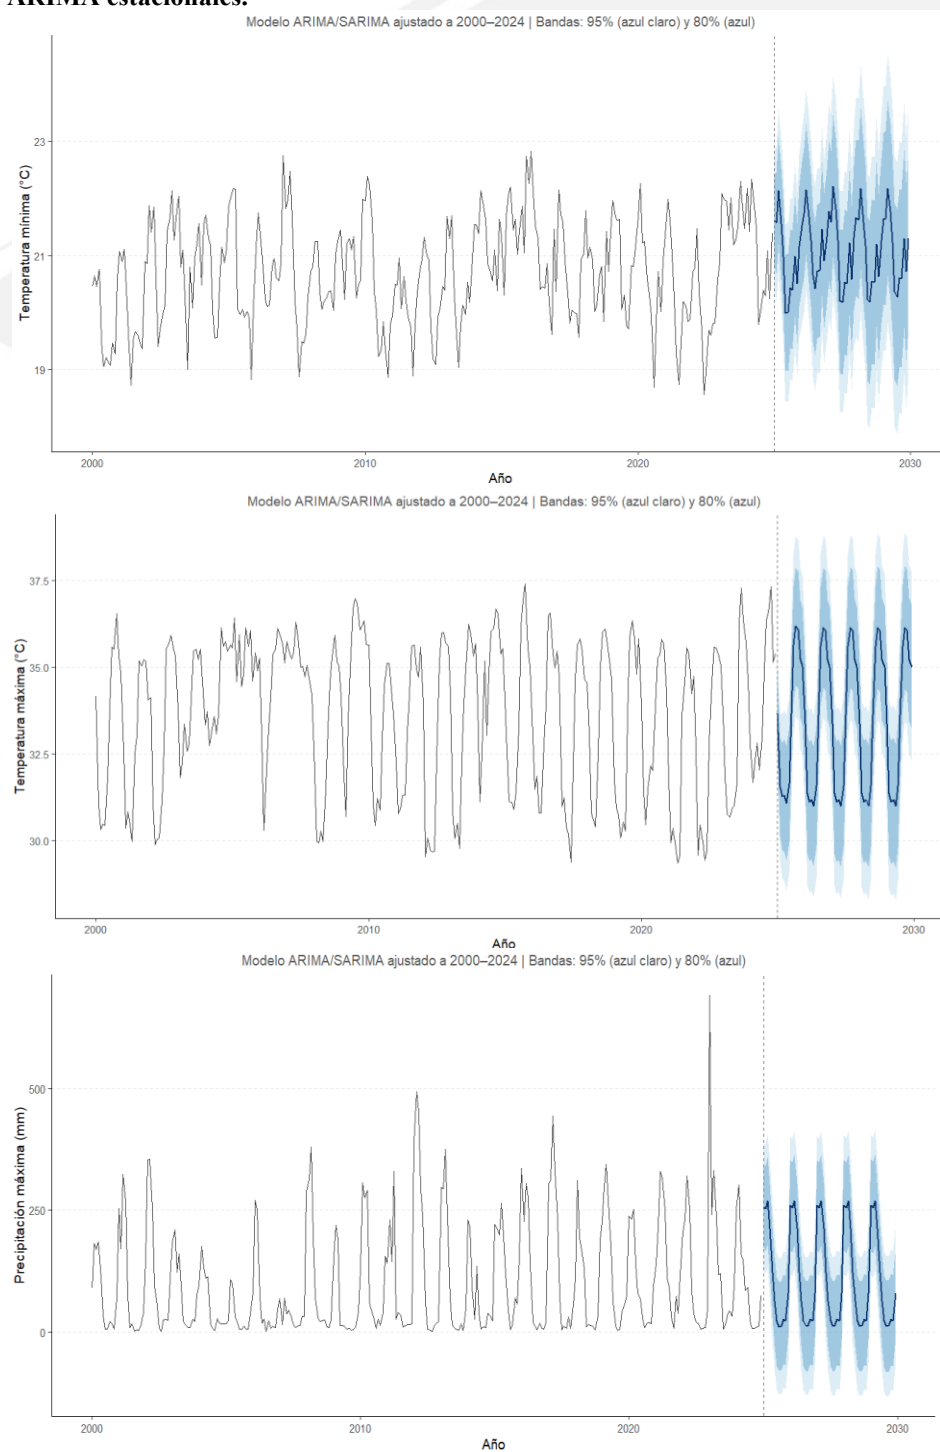 ARIMA estacionales.
Modelo ARIMA/SARIMA ajustado a 2000–2024 | Bandas: 95% (azul claro) y 80% (azul)
Temperatura mínima (°C)
23
21
19
2000 2010 2020 2030
Año
Modelo ARIMA/SARIMA ajustado a 2000–2024 | Bandas: 95% (azul claro) y 80% (azul)
Temperatura máxima (°C)
37.5
35.0
32.5
30.0
2000 2010 2020 2030
Año
Modelo ARIMA/SARIMA ajustado a 2000–2024 | Bandas: 95% (azul claro) y 80% (azul)
Precipitación máxima (mm)
500
250
0
2000 2010 2020 2030
Año